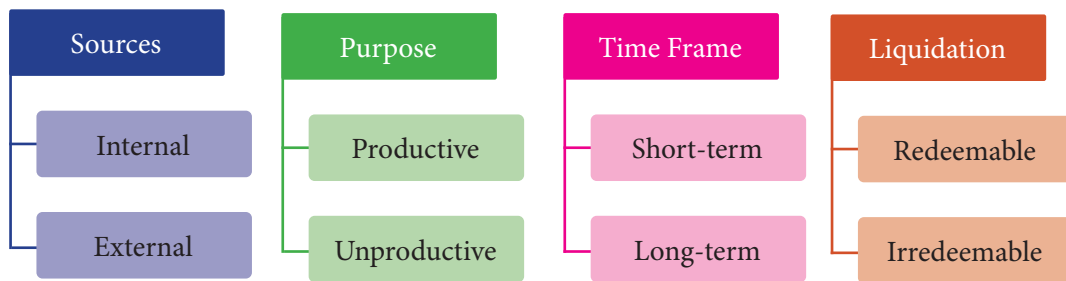 Sources
Internal
External
Purpose
Productive
Unproductive
Time Frame
Short-term
Long-term
Liquidation
Redeemable
Irredeemable